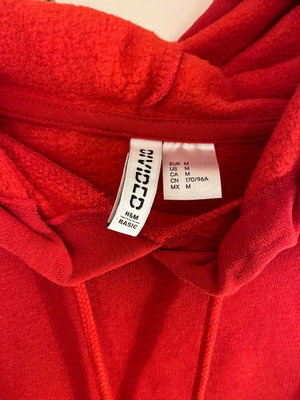 DIVIDED
H&M
BASIC
EUR M
US M
CA M
CN 170/96A
MX M